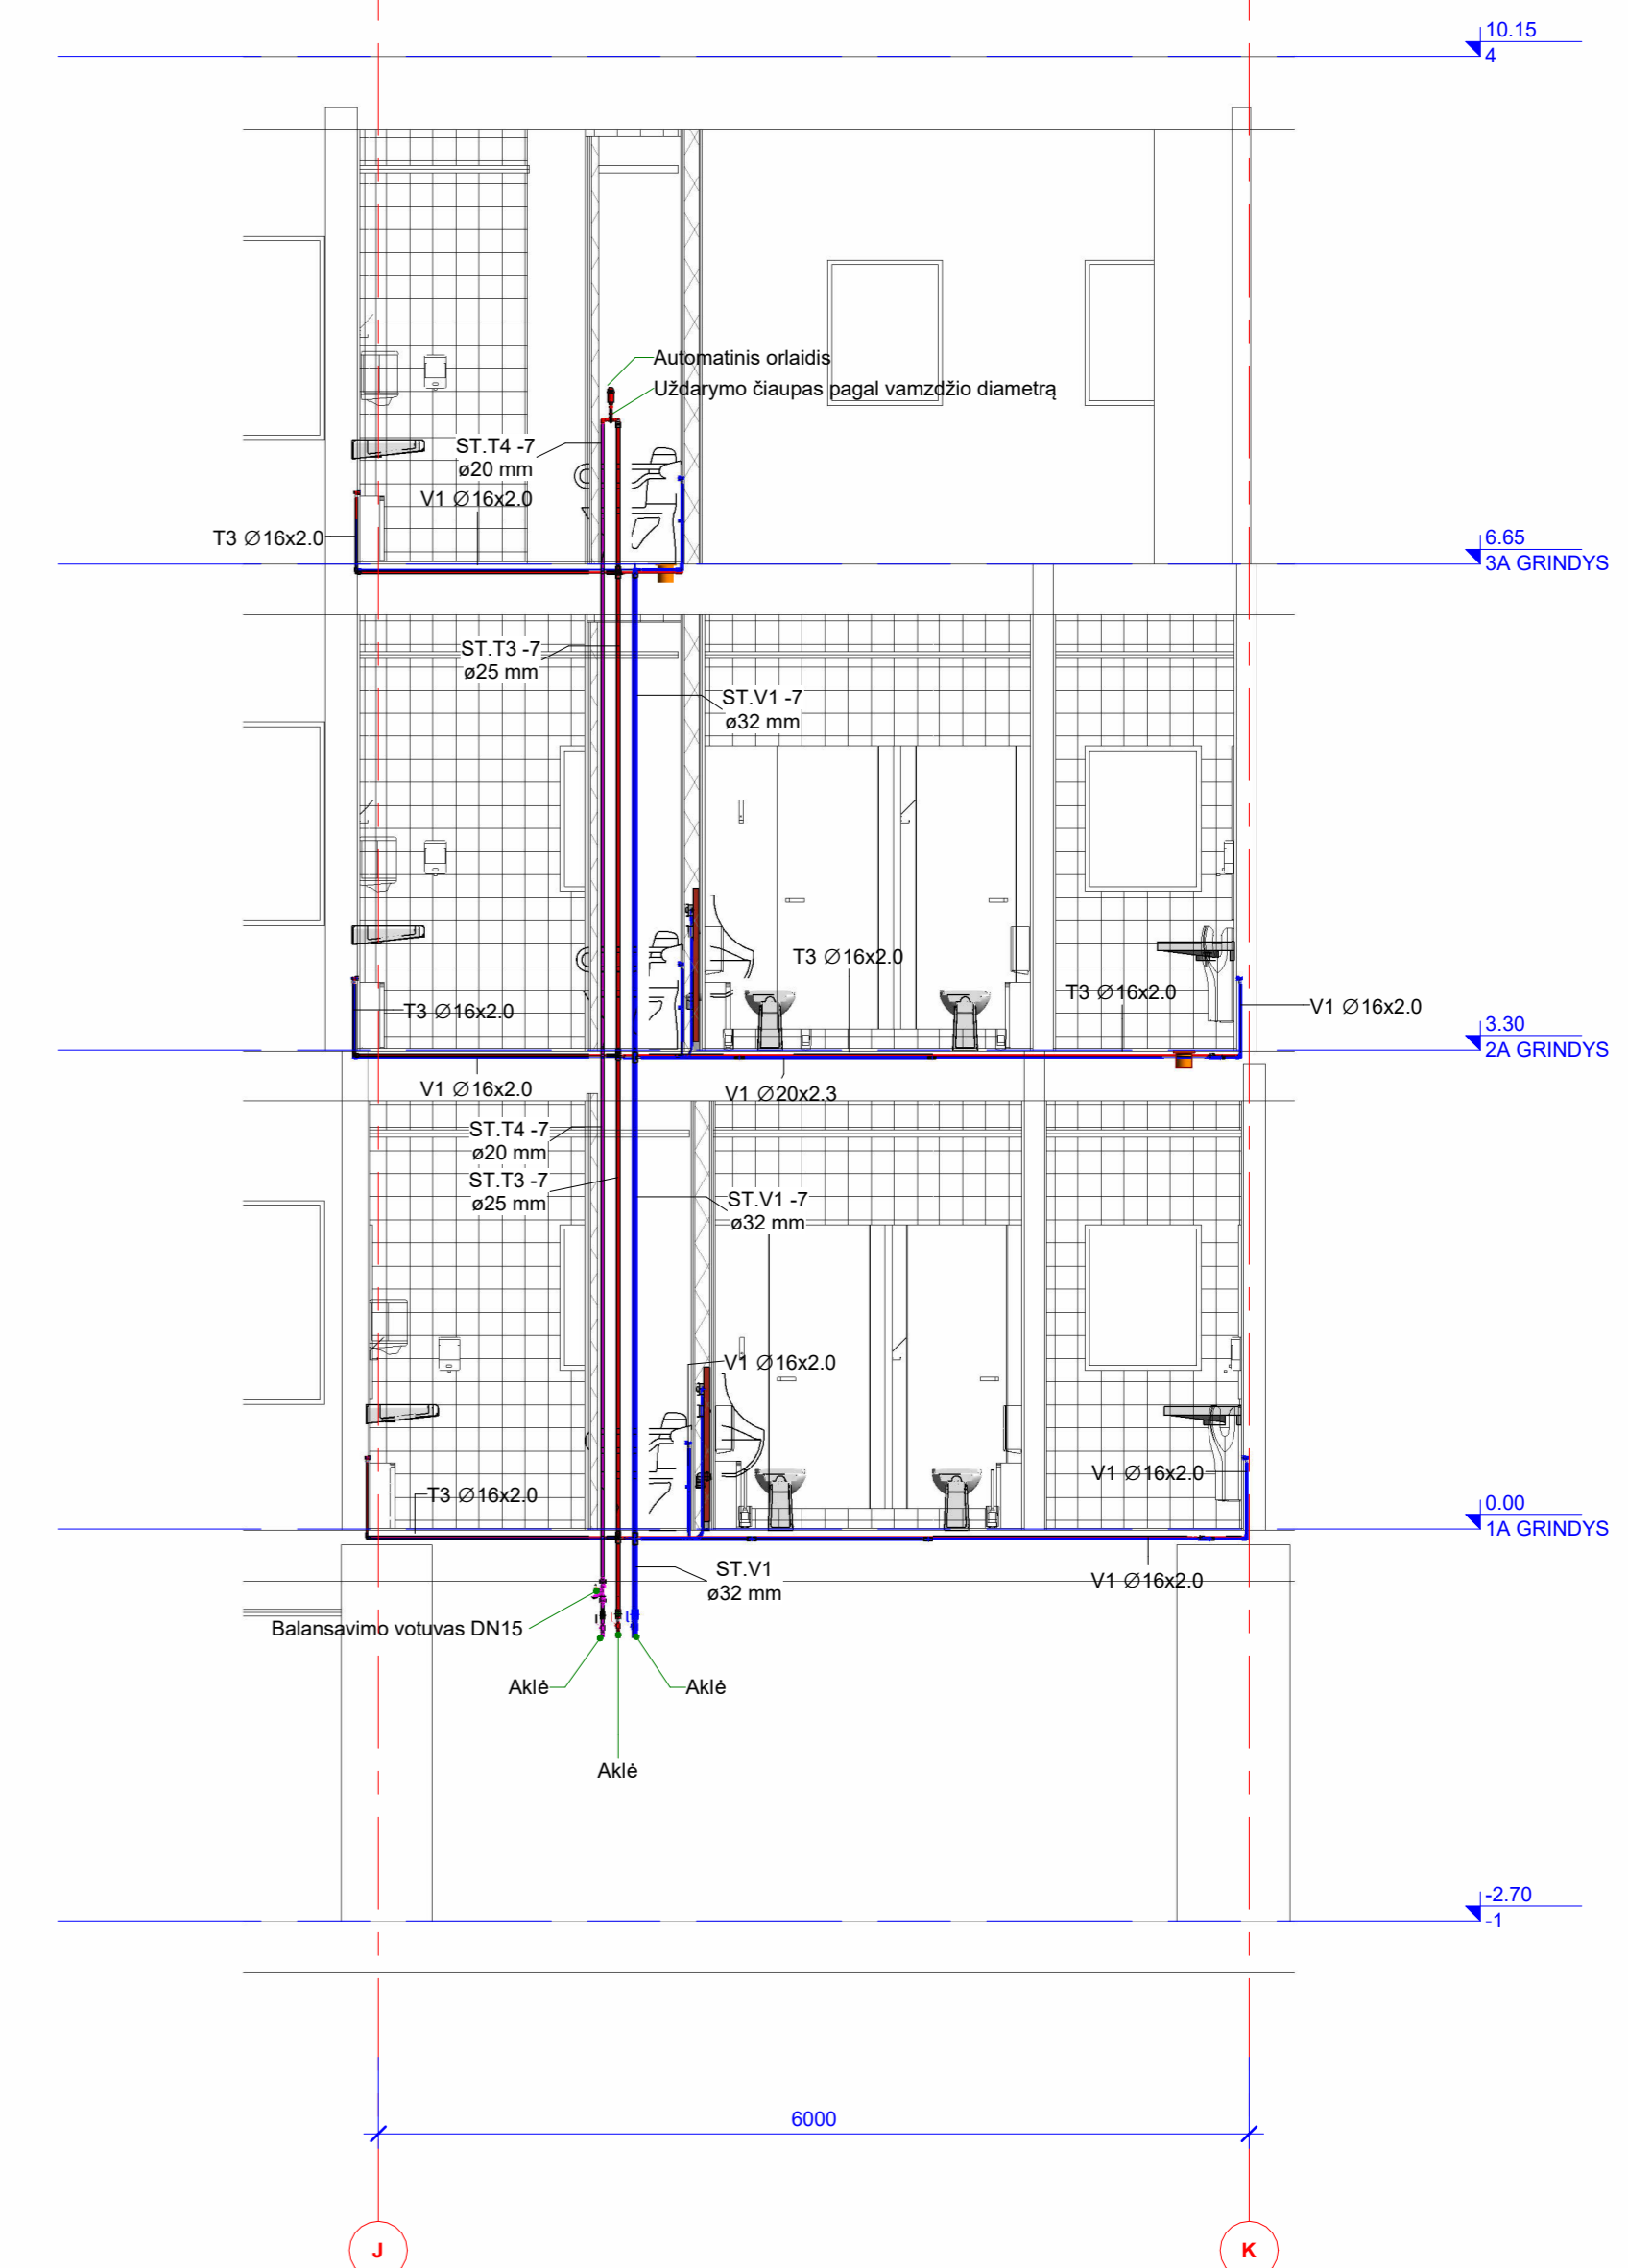 10.15
4
Automatinis orlaidis
Uždarymo čiaupas pagal vamzdžio diametrą
ST.T4 -7
ø20 mm
V1 ∅16x2.0
T3 ∅16x2.0
6.65
3A GRINDYS
ST.T3 -7
ø25 mm
ST.V1 -7
ø32 mm
T3 ∅16x2.0
T3 ∅16x2.0
T3 ∅16x2.0
V1 ∅16x2.0
3.30
2A GRINDYS
V1 ∅16x2.0
V1 ∅20x2.3
ST.T4 -7
ø20 mm
ST.T3 -7
ø25 mm
ST.V1 -7
ø32 mm
V1 ∅16x2.0
V1 ∅16x2.0
T3 ∅16x2.0
0.00
1A GRINDYS
ST.V1
ø32 mm
V1 ∅16x2.0
Balansavimo votuvas DN15
Aklė
Aklė
Aklė
-2.70
-1
6000
J
K